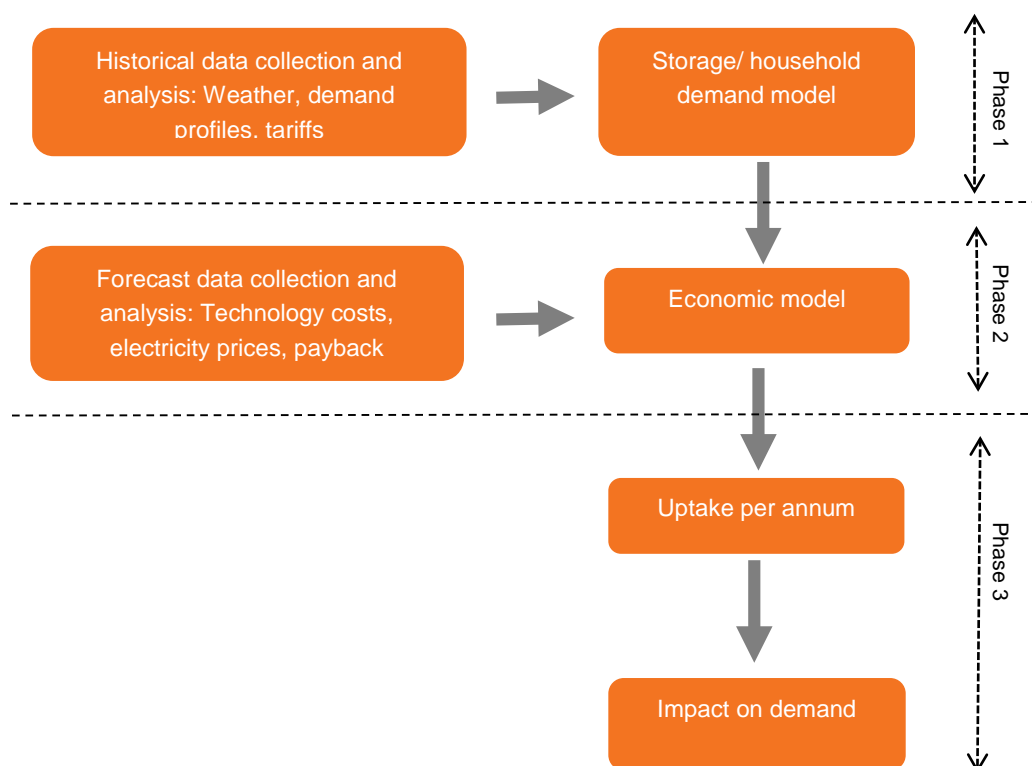 Historical data collection and
analysis: Weather, demand
profiles, tariffs
Storage/ household
demand model
Phase 1
Forecast data collection and
analysis: Technology costs,
electricity prices, payback
Economic model
Phase 2
Uptake per annum
Phase 3
Impact on demand